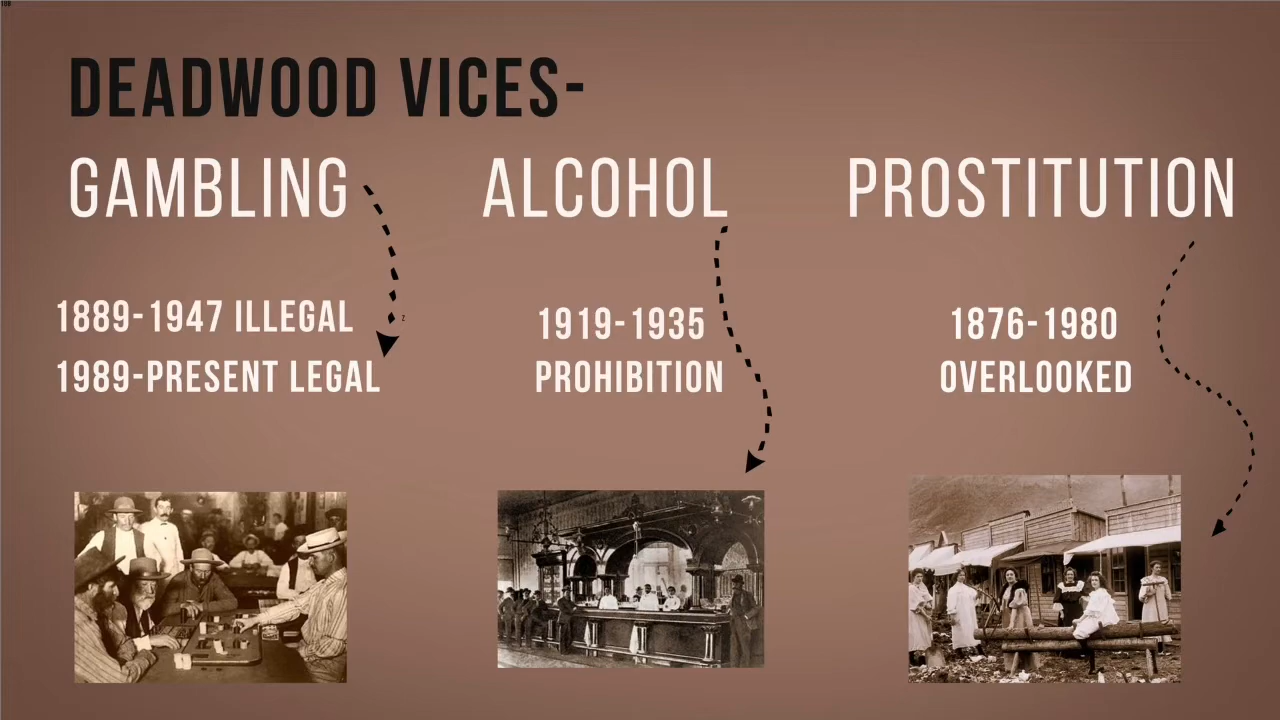 DEADWOOD VICES-
GAMBLING
ALCOHOL
PROSTITUTION
1889-1947 ILLEGAL
1989-PRESENT LEGAL
1919-1935
PROHIBITION
1876-1980
OVERLOOKED
z